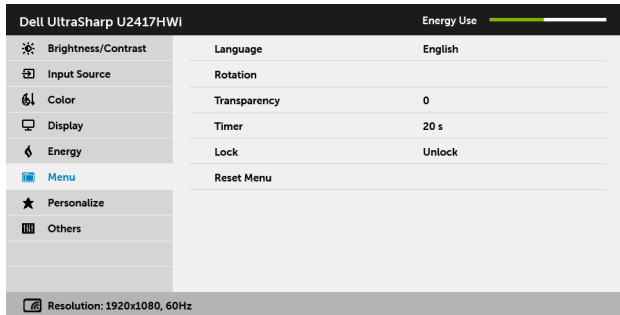 Dell UltraSharp U2417HWi
Energy Use
Brightness/Contrast
Language English
Input Source
Rotation
Color
Transparency 0
Display
Timer 20 s
Energy
Lock Unlock
Menu
Reset Menu
Personalize
Others
Resolution: 1920x1080, 60Hz